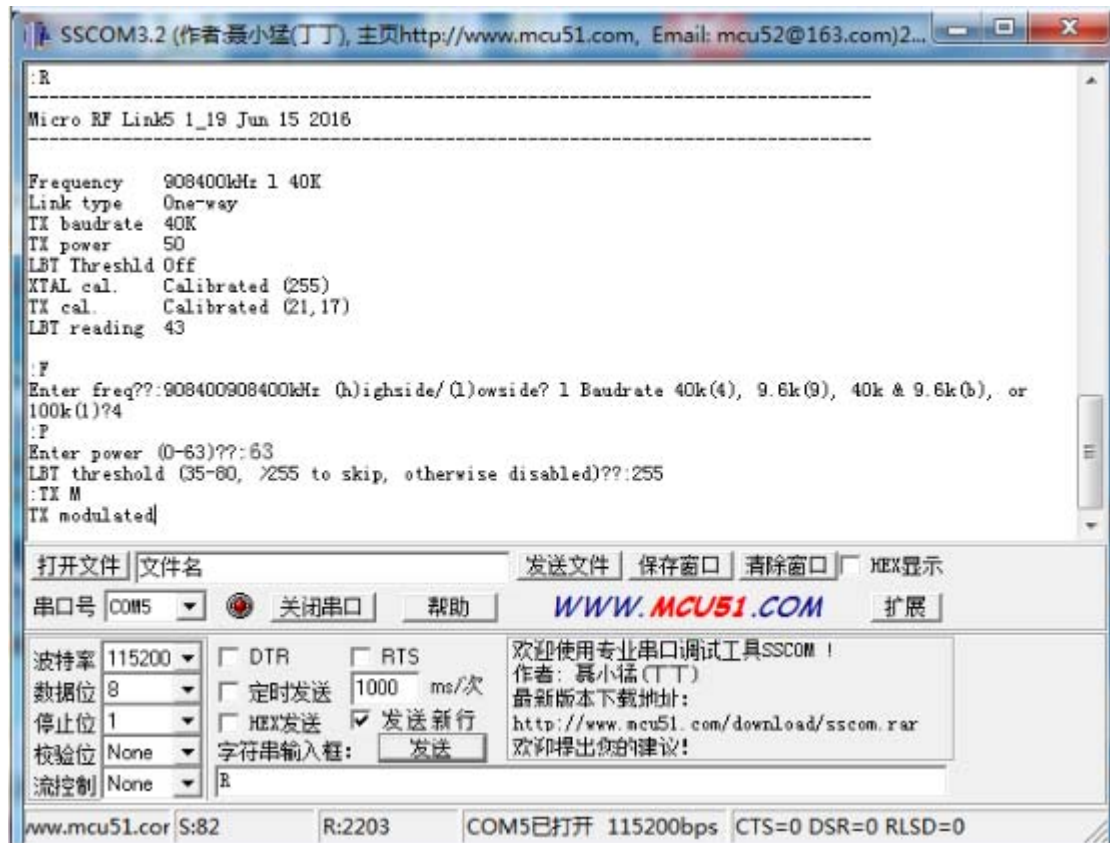 SSCOM3.2 (作者:聂小猛(丁丁), 主页http://www.mcu51.com, Email: mcu52@163.com)2...
:R
--------------------------------------------------------------------------------
Micro RF Link5 1_19 Jun 15 2016
--------------------------------------------------------------------------------
Frequency 908400kHz l 40K
Link type One-way
TX baudrate 40K
TX power 50
LBT Threshld Off
XTAL cal. Calibrated (255)
TX cal. Calibrated (21,17)
LBT reading 43
:F
Enter freq??:908400908400kHz (h)ighside/(l)owside? l Baudrate 40k(4), 9.6k(9), 40k & 9.6k(b), or
100k(1)?4
:P
Enter power (0-63)??:63
LBT threshold (35-80, >255 to skip, otherwise disabled)??:255
:TX M
TX modulated
打开文件 文件名 发送文件 保存窗口 清除窗口 HEX显示
串口号 COM5 关闭串口 帮助 WWW.MCU51.COM 扩展
波特率 115200 DTR RTS
数据位 8 定时发送 1000 ms/次
停止位 1 HEX发送 发送新行
校验位 None 字符串输入框: 发送
流控制 None R
欢迎使用专业串口调试工具SSCOM !
作者: 聂小猛(丁丁)
最新版本下载地址:
http://www.mcu51.com/download/sscom.rar
欢迎提出您的建议!
www.mcu51.cor S:82 R:2203 COM5已打开 115200bps CTS=0 DSR=0 RLSD=0